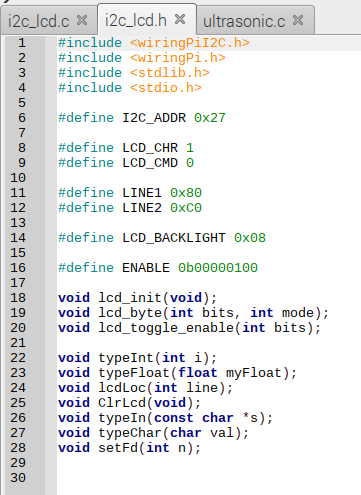 i2c_lcd.c × i2c_lcd.h × ultrasonic.c ×
1 #include <wiringPiI2C.h>
2 #include <wiringPi.h>
3 #include <stdlib.h>
4 #include <stdio.h>
5
6 #define I2C_ADDR 0x27
7
8 #define LCD_CHR 1
9 #define LCD_CMD 0
10
11 #define LINE1 0x80
12 #define LINE2 0xC0
13
14 #define LCD_BACKLIGHT 0x08
15
16 #define ENABLE 0b00000100
17
18 void lcd_init(void);
19 void lcd_byte(int bits, int mode);
20 void lcd_toggle_enable(int bits);
21
22 void typeInt(int i);
23 void typeFloat(float myFloat);
24 void lcdLoc(int line);
25 void ClrLcd(void);
26 void typeIn(const char *s);
27 void typeChar(char val);
28 void setFd(int n);
29
30